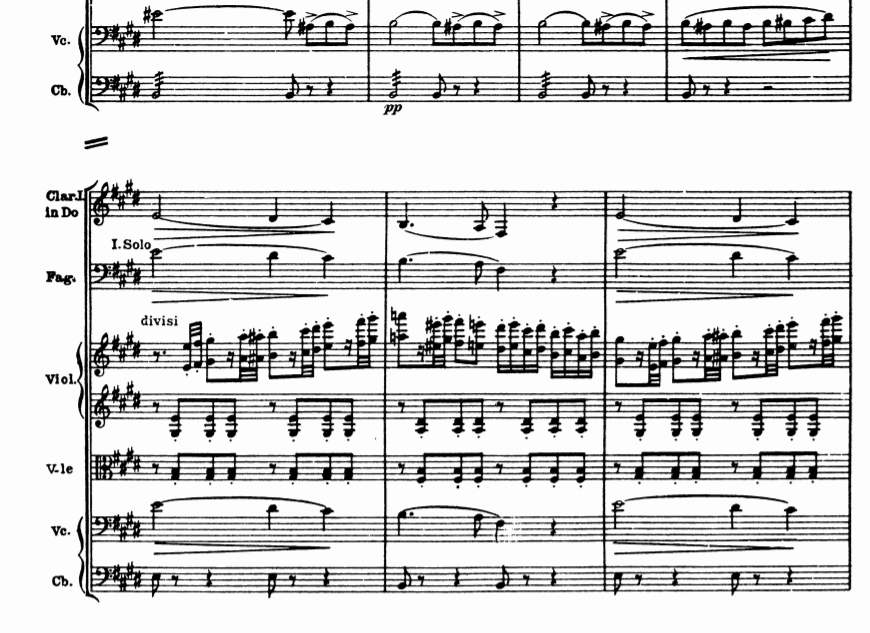 Vc.
Cb.
pp
Clar.I.
in Do
I. Solo
Fag.
divisi
Viol.
V.le
Vc.
Cb.